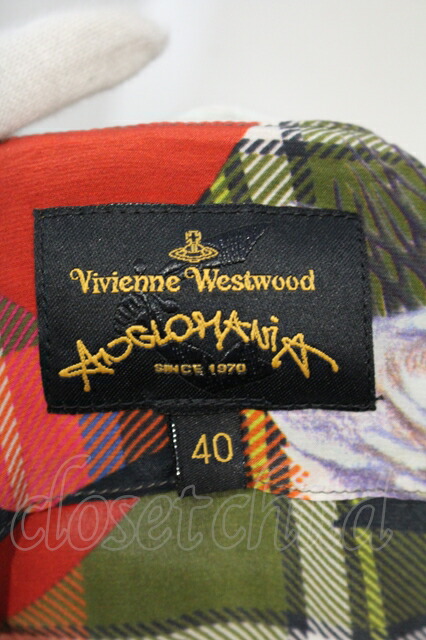 Vivienne Westwood
ANGLOMANIA
SINCE 1970
40
closetchild